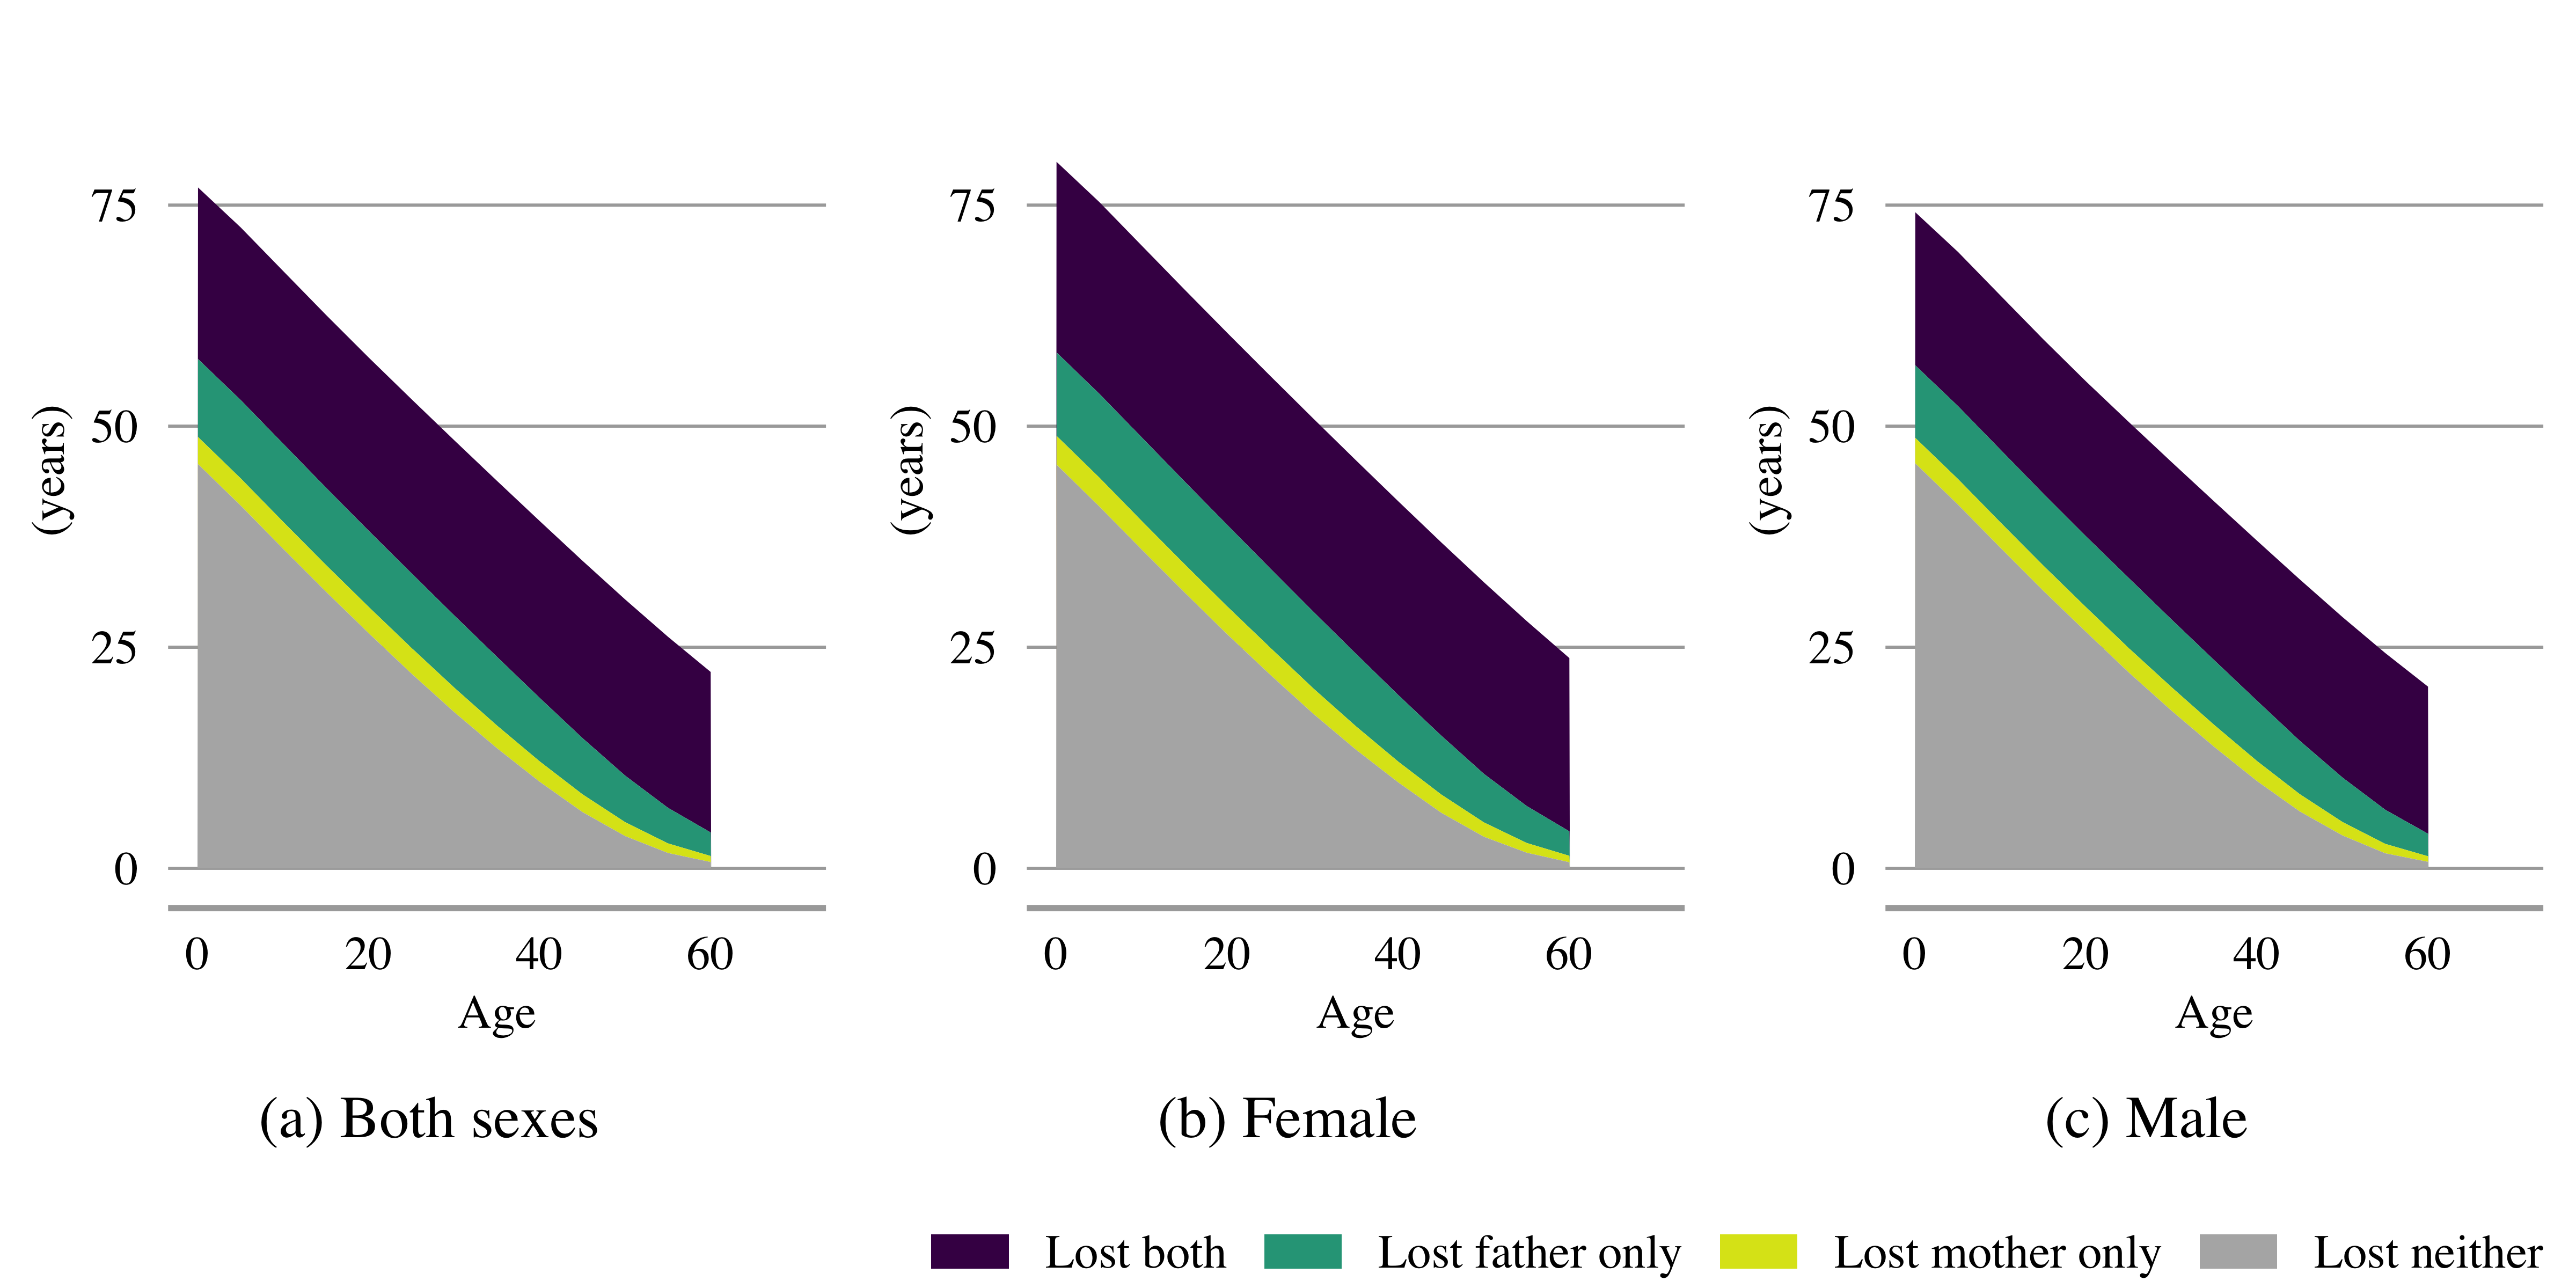 75 75 75
50 50 50
(years) (years) (years)
25 25 25
0 0 0
0 20 40 60 0 20 40 60 0 20 40 60
Age Age Age
(a) Both sexes (b) Female (c) Male
Lost both Lost father only Lost mother only Lost neither